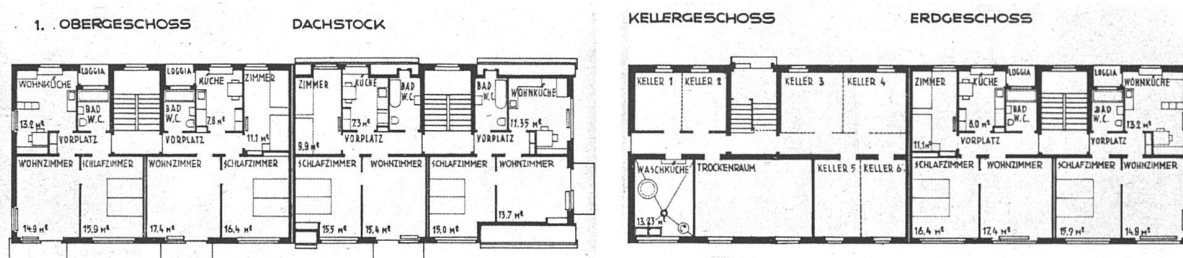 1. OBERGESCHOSS DACHSTOCK
WOHNKÜCHE
13.2 M²
LOGGIA
BAD
W.C.
VORPLATZ
LOGGIA
BAD
W.C.
KÜCHE
7.8 M²
ZIMMER
11.1 M²
VORPLATZ
WOHNZIMMER
14.9 M²
SCHLAFZIMMER
15.9 M²
WOHNZIMMER
17.4 M²
SCHLAFZIMMER
16.4 M²
ZIMMER
9.9 M²
KÜCHE
7.3 M²
BAD
W.C.
VORPLATZ
BAD
W.C.
WOHNKÜCHE
11.35 M²
VORPLATZ
SCHLAFZIMMER
15.5 M²
WOHNZIMMER
15.4 M²
SCHLAFZIMMER
15.0 M²
WOHNZIMMER
13.7 M²
KELLERGESCHOSS ERDGESCHOSS
KELLER 1
KELLER 2
KELLER 3
KELLER 4
WASCHKÜCHE
13.23 M²
TROCKENRAUM
KELLER 5
KELLER 6
ZIMMER
11.1 M²
KÜCHE
8.0 M²
LOGGIA
BAD
W.C.
VORPLATZ
LOGGIA
BAD
W.C.
WOHNKÜCHE
13.2
VORPLATZ
SCHLAFZIMMER
16.4 M²
WOHNZIMMER
17.4 M²
SCHLAFZIMMER
15.9 M²
WOHNZIMMER
14.9 M²